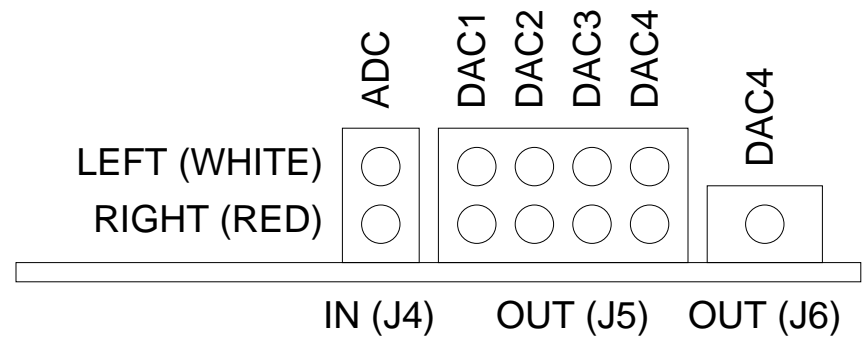 ADC DAC1 DAC2 DAC3 DAC4
DAC4
LEFT (WHITE)
RIGHT (RED)
IN (J4) OUT (J5) OUT (J6)